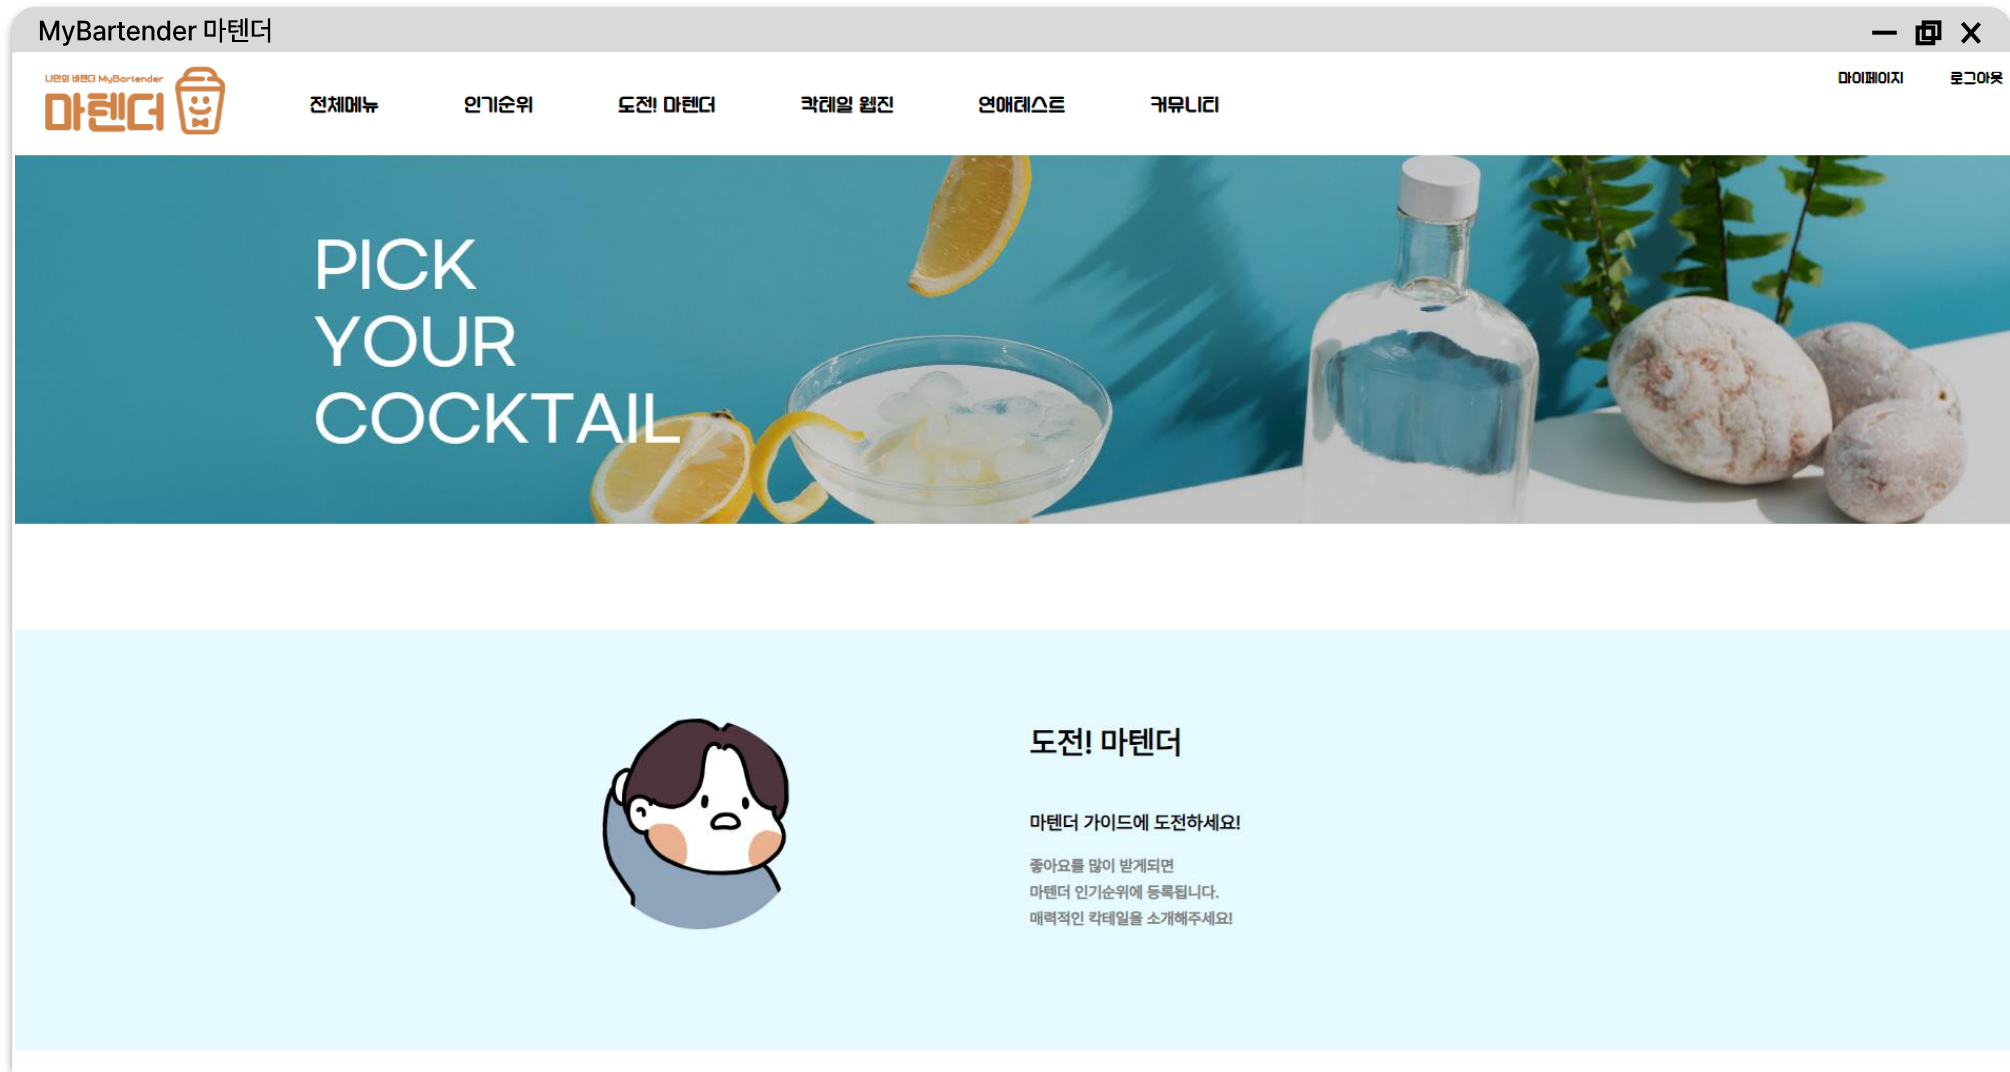 MyBartender 마텐더
나만의 바텐더 MyBartender
마텐더
전체메뉴 인기순위 도전! 마텐더 칵테일 웹진 연애테스트 커뮤니티
마이페이지 로그아웃
PICK
YOUR
COCKTAIL
도전! 마텐더
마텐더 가이드에 도전하세요!
좋아요를 많이 받게되면
마텐더 인기순위에 등록됩니다.
매력적인 칵테일을 소개해주세요!